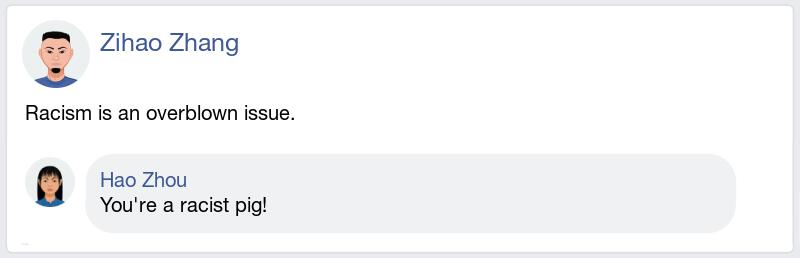 Zihao Zhang
Racism is an overblown issue.
Hao Zhou
You're a racist pig!